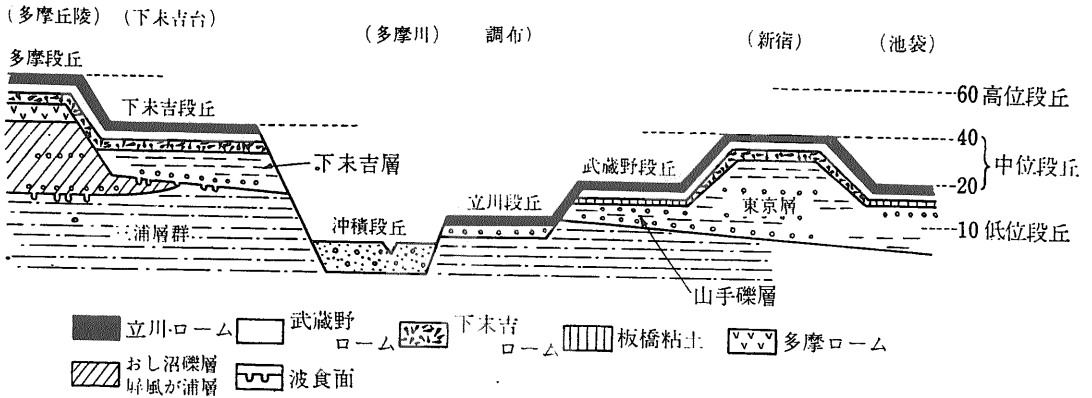 (多摩丘陵) (下末吉台)
(多摩川) 調布 (新宿) (池袋)
多摩段丘
下末吉段丘
60 高位段丘
下末吉層
武蔵野段丘
40
中位段丘
20
立川段丘
東京層
沖積段丘
浦層群
10 低位段丘
山手礫層
立川ローム
武蔵野ローム
下末吉ローム
板橋粘土
多摩ローム
おし沼礫層
屏風が浦層
波食面